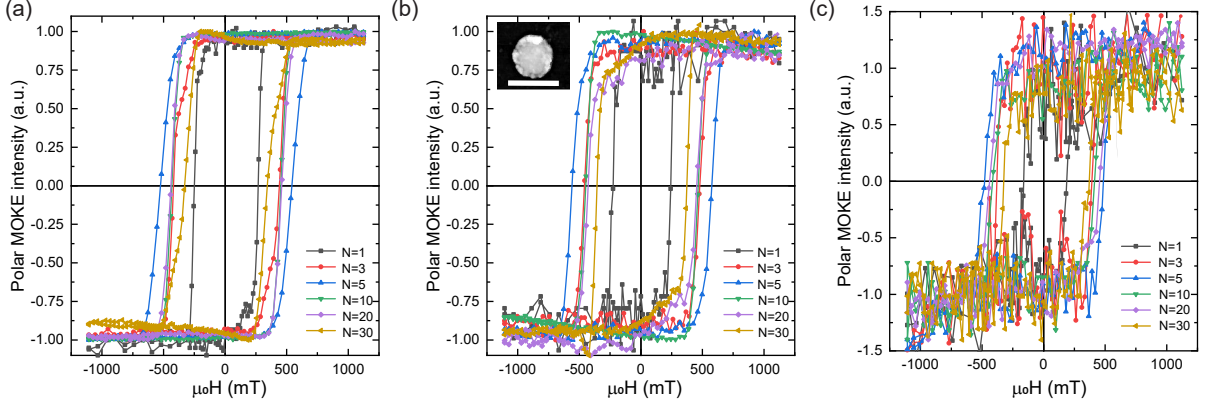 (a)
1.00
0.75
0.50
0.25
0.00
-0.25
-0.50
-0.75
-1.00
Polar MOKE intensity (a.u.)
-1000
-500
0
500
1000
μ₀H (mT)
N=1
N=3
N=5
N=10
N=20
N=30
(b)
1.00
0.75
0.50
0.25
0.00
-0.25
-0.50
-0.75
-1.00
Polar MOKE intensity (a.u.)
-1000
-500
0
500
1000
μ₀H (mT)
N=1
N=3
N=5
N=10
N=20
N=30
(c)
1.5
1.0
0.5
0.0
-0.5
-1.0
-1.5
Polar MOKE intensity (a.u.)
-1000
-500
0
500
1000
μ₀H (mT)
N=1
N=3
N=5
N=10
N=20
N=30